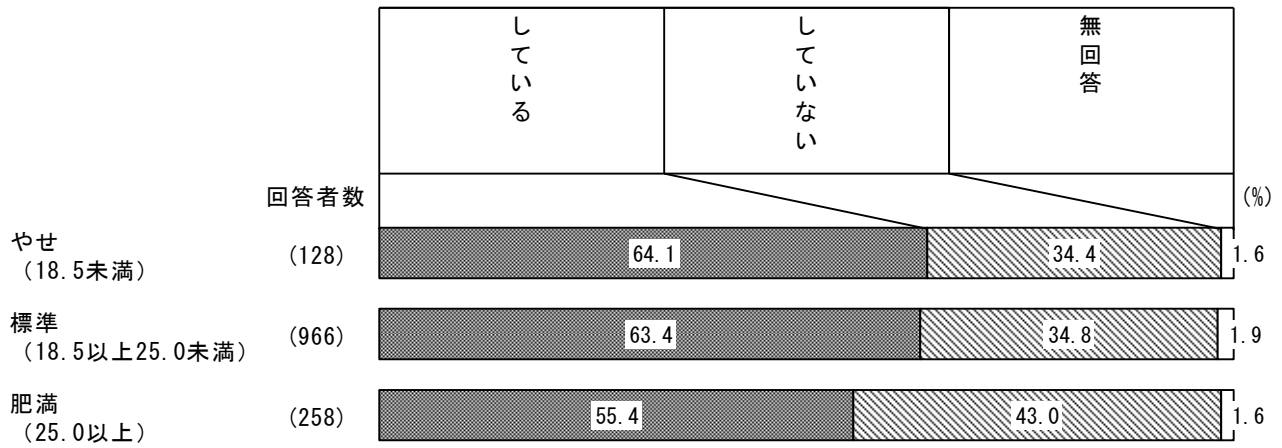 している
していない
無回答
回答者数
(%)
やせ
(18.5未満)
(128)
64.1
34.4
1.6
標準
(18.5以上25.0未満)
(966)
63.4
34.8
1.9
肥満
(25.0以上)
(258)
55.4
43.0
1.6